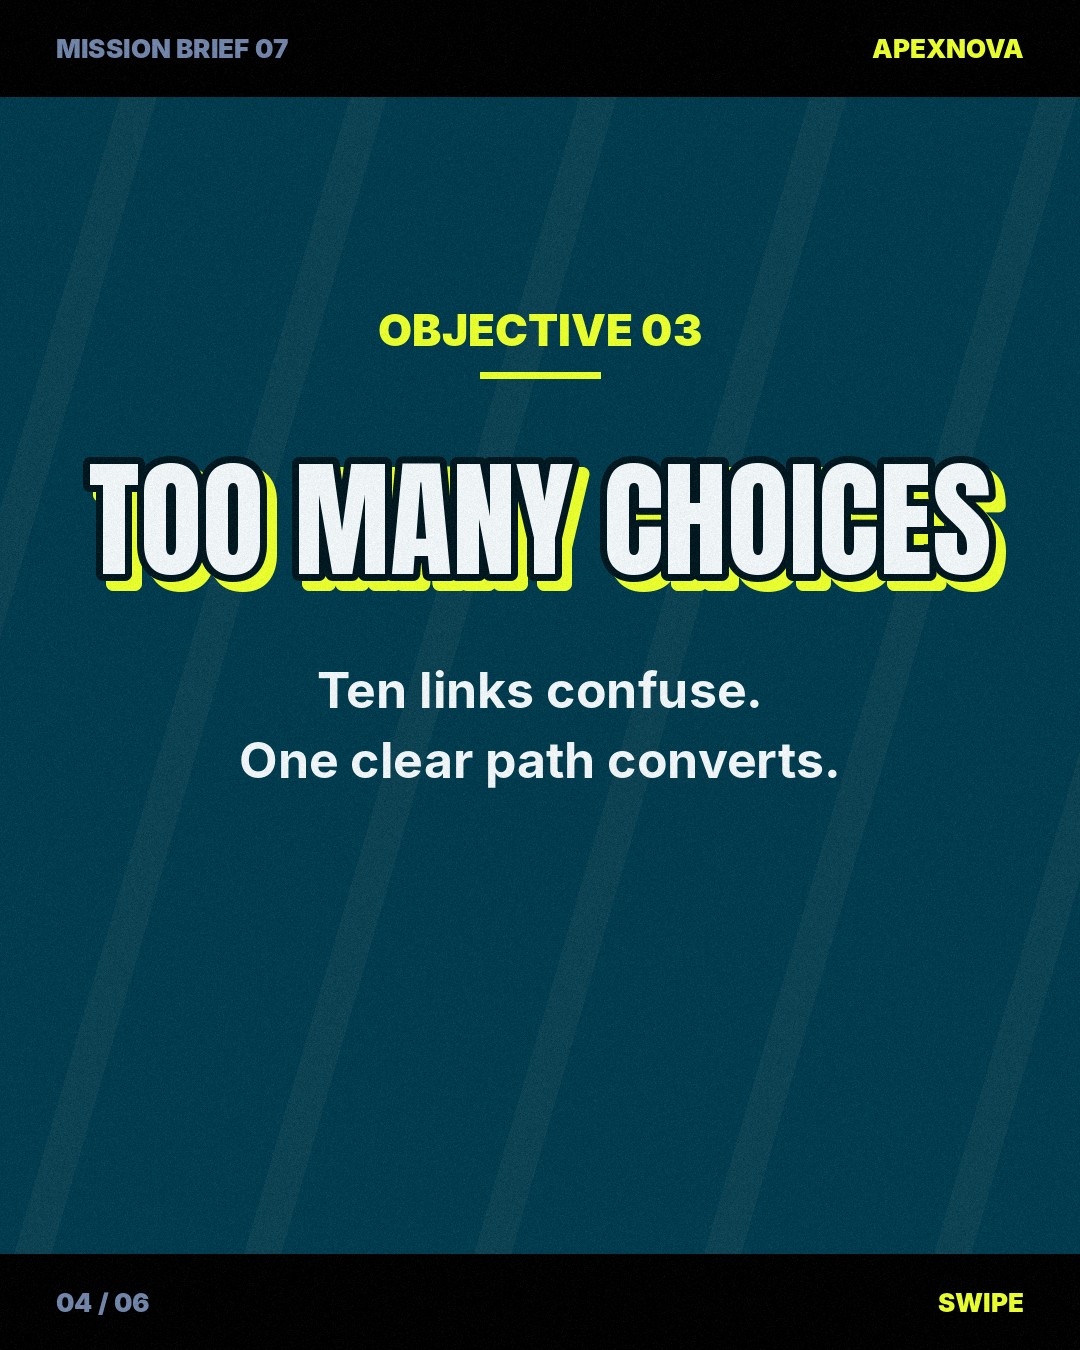 MISSION BRIEF 07
APEXNOVA
OBJECTIVE 03
TOO MANY CHOICES
Ten links confuse.
One clear path converts.
04 / 06
SWIPE